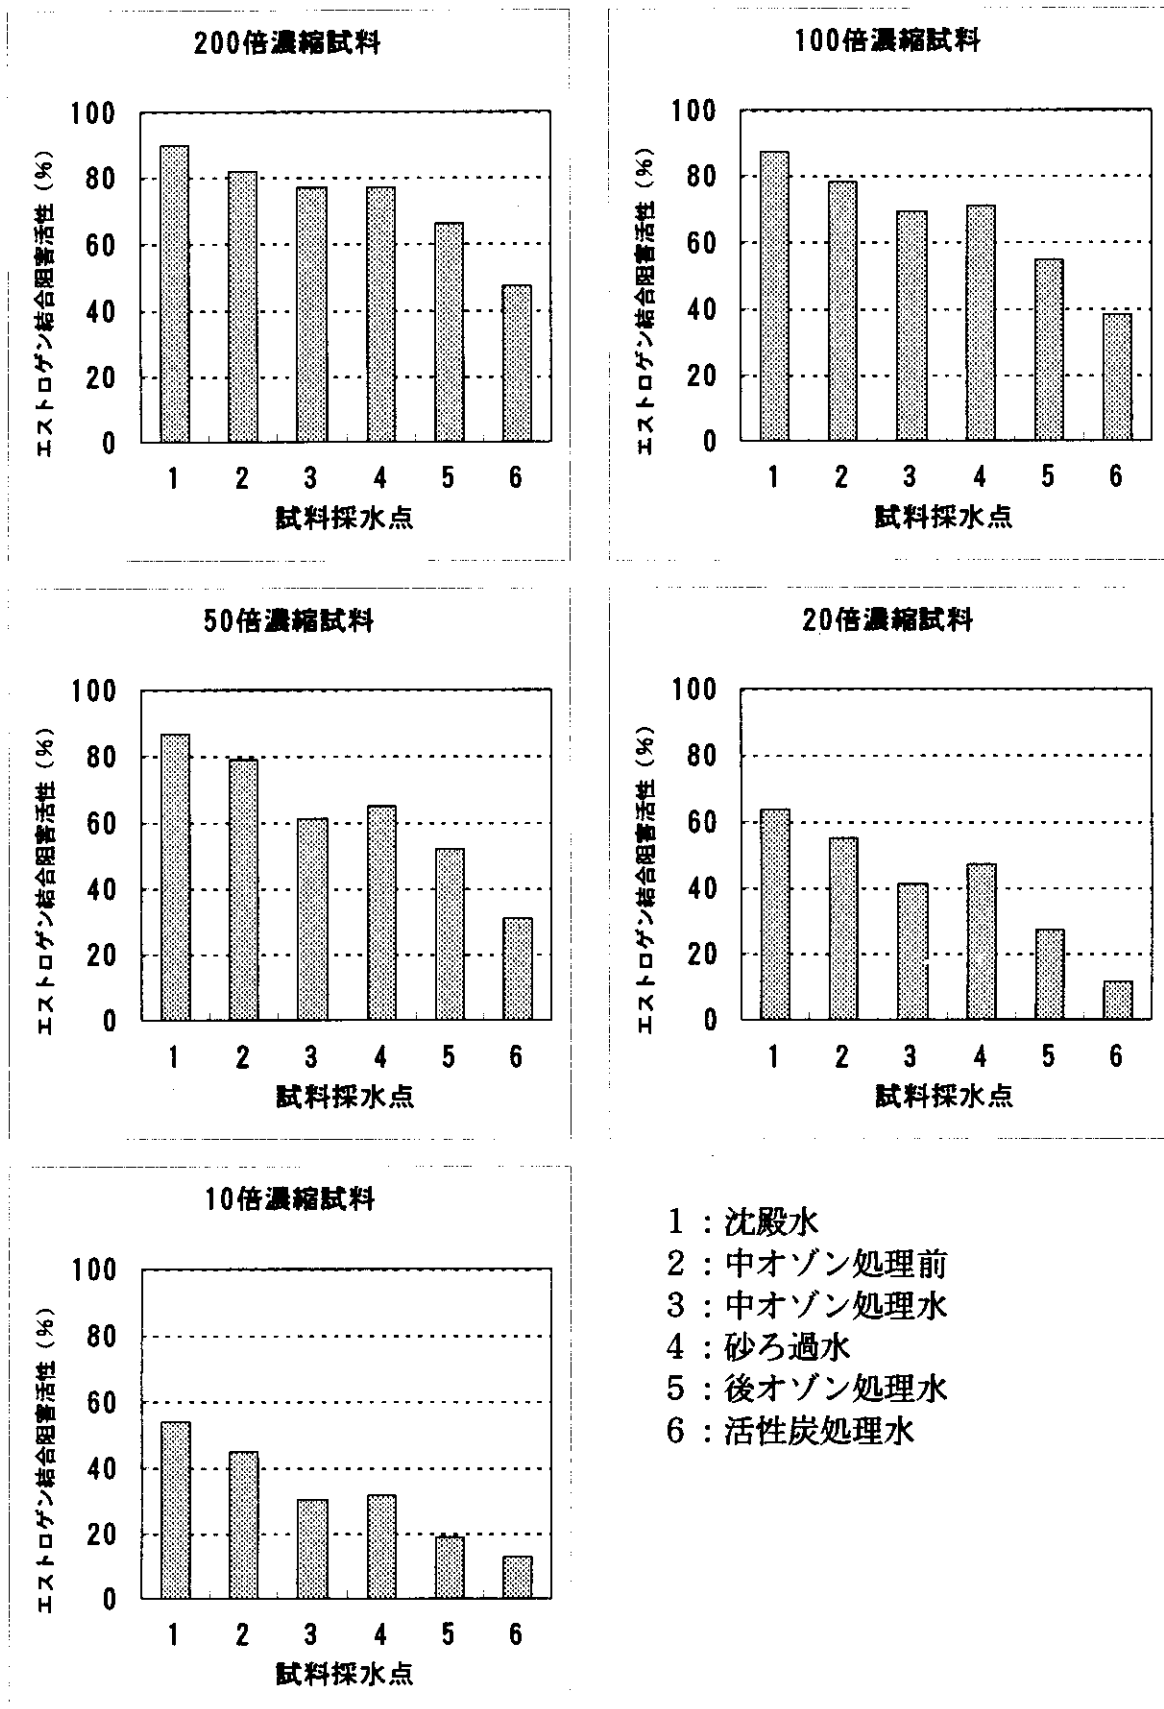 200倍濃縮試料
エストロゲン結合阻害活性 (%)
100
80
60
40
20
0
1 2 3 4 5 6
試料採水点
100倍濃縮試料
エストロゲン結合阻害活性 (%)
100
80
60
40
20
0
1 2 3 4 5 6
試料採水点
50倍濃縮試料
エストロゲン結合阻害活性 (%)
100
80
60
40
20
0
1 2 3 4 5 6
試料採水点
20倍濃縮試料
エストロゲン結合阻害活性 (%)
100
80
60
40
20
0
1 2 3 4 5 6
試料採水点
10倍濃縮試料
エストロゲン結合阻害活性 (%)
100
80
60
40
20
0
1 2 3 4 5 6
試料採水点
1:沈殿水
2:中オゾン処理前
3:中オゾン処理水
4:砂ろ過水
5:後オゾン処理水
6:活性炭処理水